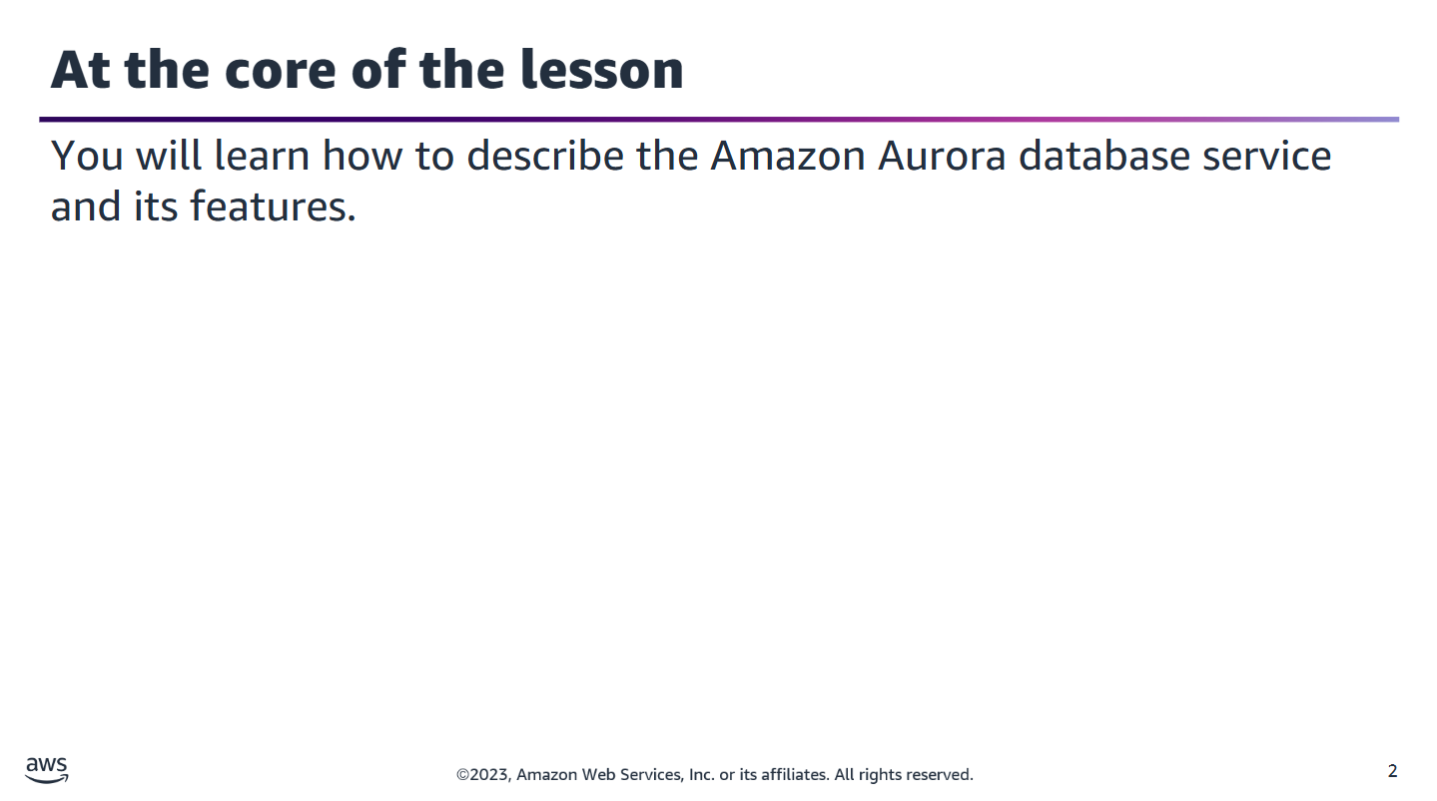 At the core of the lesson
You will learn how to describe the Amazon Aurora database service
and its features.
aws
©2023, Amazon Web Services, Inc. or its affiliates. All rights reserved.
2